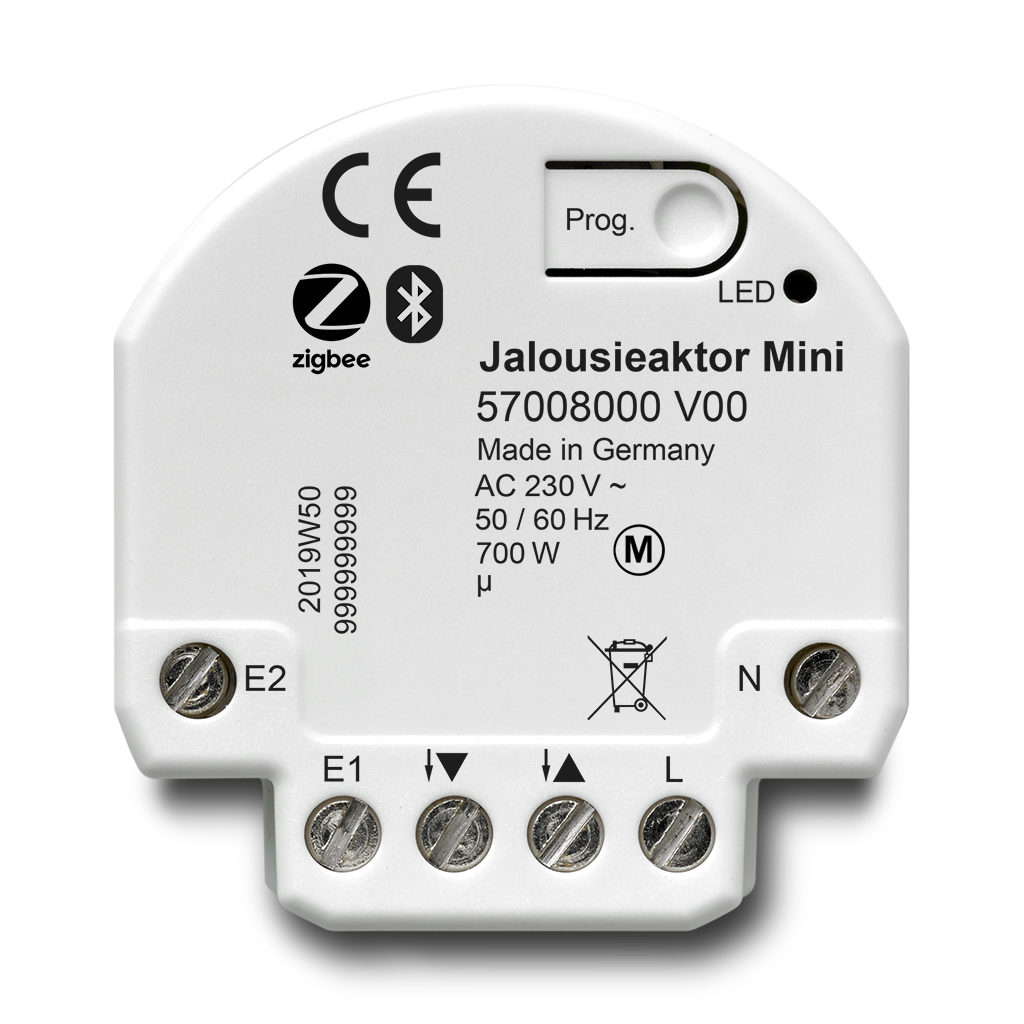 CE
Prog.
LED
zigbee
Jalousieaktor Mini
57008000 V00
Made in Germany
AC 230 V ~
50 / 60 Hz
700 W
M
µ
2019W50
9999999999
E2
N
E1
L